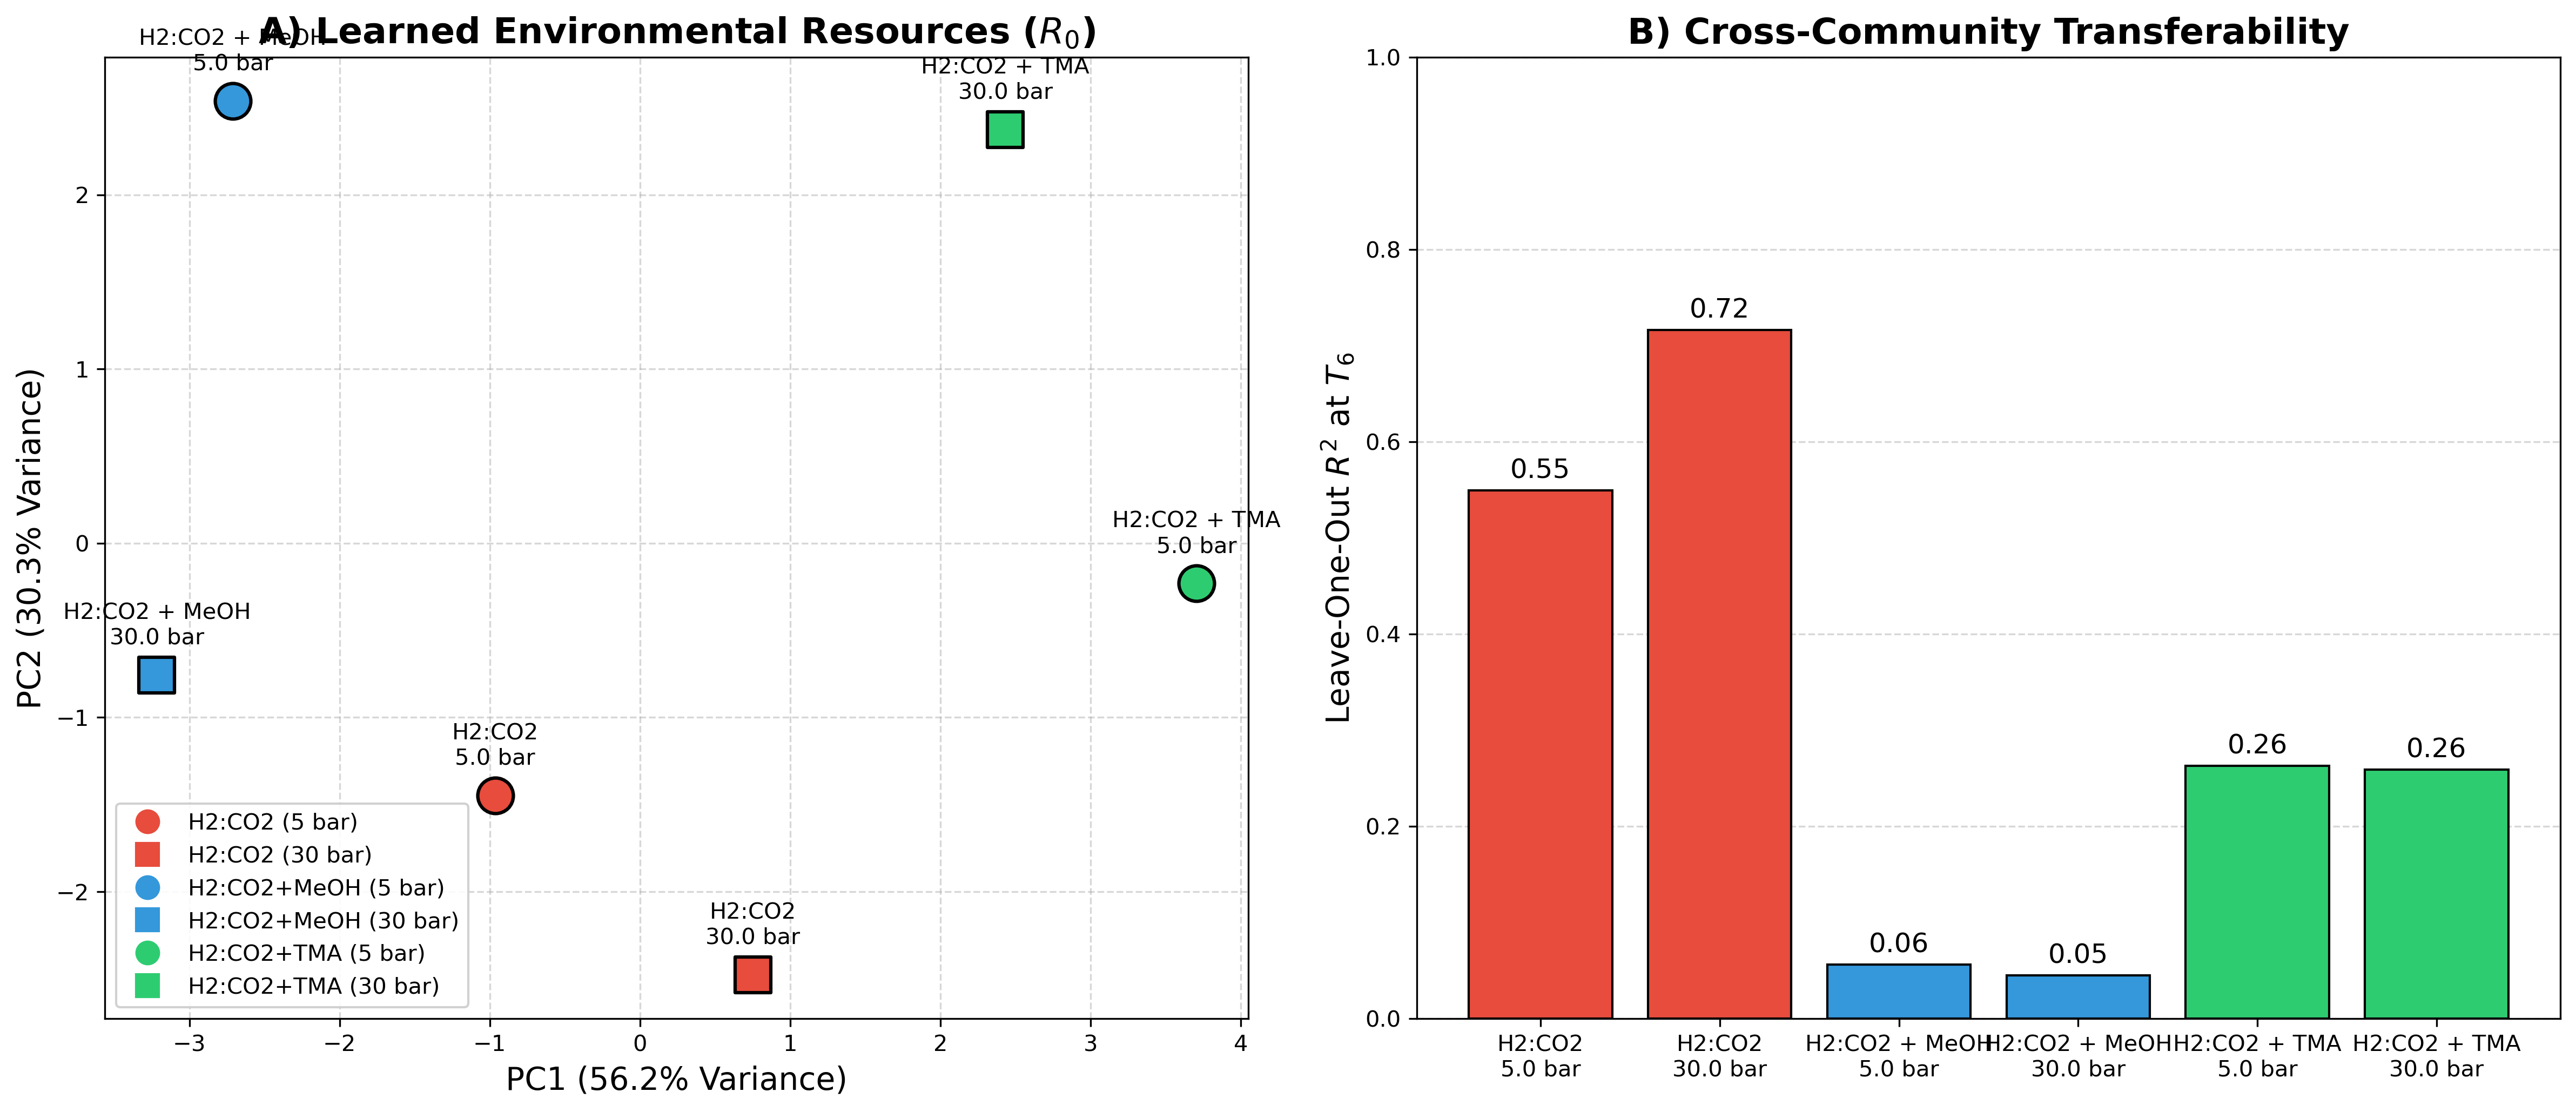 A) Learned Environmental Resources (R₀)
H2:CO2 + MeOH
5.0 bar
H2:CO2 + TMA
30.0 bar
H2:CO2 + TMA
5.0 bar
H2:CO2 + MeOH
30.0 bar
H2:CO2
5.0 bar
H2:CO2
30.0 bar
2
1
0
−1
−2
PC2 (30.3% Variance)
H2:CO2 (5 bar)
H2:CO2 (30 bar)
H2:CO2+MeOH (5 bar)
H2:CO2+MeOH (30 bar)
H2:CO2+TMA (5 bar)
H2:CO2+TMA (30 bar)
−3 −2 −1 0 1 2 3 4
PC1 (56.2% Variance)
B) Cross-Community Transferability
1.0
0.8
0.6
0.4
0.2
0.0
Leave-One-Out R² at T₆
0.55
0.72
0.06
0.05
0.26
0.26
H2:CO2
5.0 bar
H2:CO2
30.0 bar
H2:CO2 + MeOH
5.0 bar
H2:CO2 + MeOH
30.0 bar
H2:CO2 + TMA
5.0 bar
H2:CO2 + TMA
30.0 bar